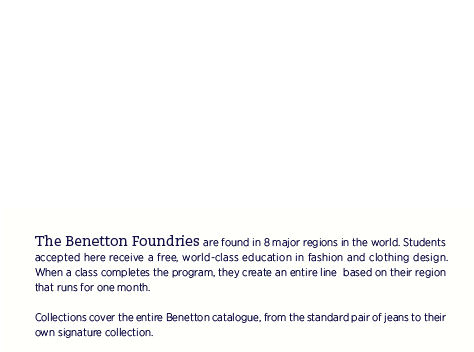 The Benetton Foundries are found in 8 major regions in the world. Students
accepted here receive a free, world-class education in fashion and clothing design.
When a class completes the program, they create an entire line based on their region
that runs for one month.
Collections cover the entire Benetton catalogue, from the standard pair of jeans to their
own signature collection.